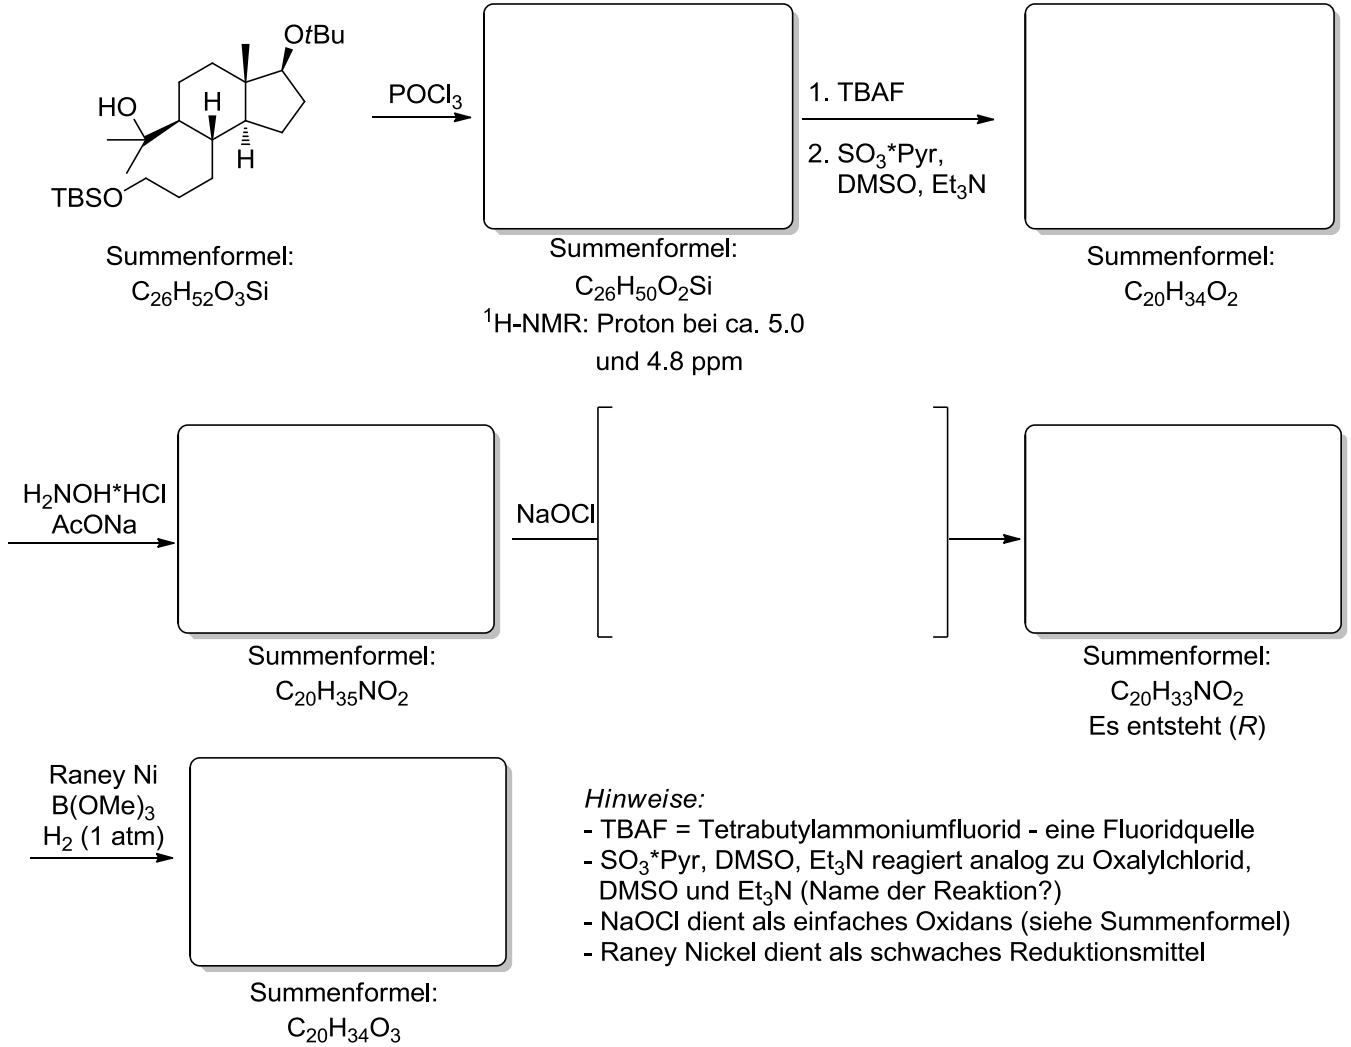 OtBu
HO
H
H
TBSO
Summenformel:
C26H52O3Si
POCl3
Summenformel:
C26H50O2Si
1H-NMR: Proton bei ca. 5.0
und 4.8 ppm
1. TBAF
2. SO3*Pyr,
DMSO, Et3N
Summenformel:
C20H34O2
H2NOH*HCl
AcONa
Summenformel:
C20H35NO2
NaOCl
Summenformel:
C20H33NO2
Es entsteht (R)
Raney Ni
B(OMe)3
H2 (1 atm)
Summenformel:
C20H34O3
Hinweise:
- TBAF = Tetrabutylammoniumfluorid - eine Fluoridquelle
- SO3*Pyr, DMSO, Et3N reagiert analog zu Oxalylchlorid,
DMSO und Et3N (Name der Reaktion?)
- NaOCl dient als einfaches Oxidans (siehe Summenformel)
- Raney Nickel dient als schwaches Reduktionsmittel